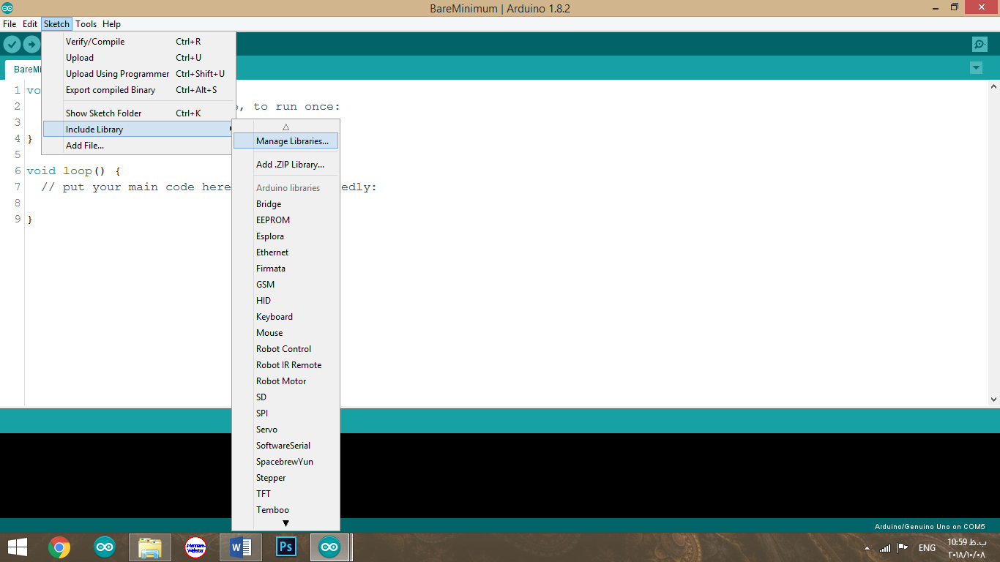 BareMinimum | Arduino 1.8.2
File Edit Sketch Tools Help
Verify/Compile Ctrl+R
Upload Ctrl+U
Upload Using Programmer Ctrl+Shift+U
Export compiled Binary Ctrl+Alt+S
Show Sketch Folder Ctrl+K
Include Library
Add File...
BareMi
1 vo
2 , to run once:
3
4 }
5
6 void loop() {
7 // put your main code here edly:
8
9 }
Manage Libraries...
Add .ZIP Library...
Arduino libraries
Bridge
EEPROM
Esplora
Ethernet
Firmata
GSM
HID
Keyboard
Mouse
Robot Control
Robot IR Remote
Robot Motor
SD
SPI
Servo
SoftwareSerial
SpacebrewYun
Stepper
TFT
Temboo
Arduino/Genuino Uno on COM5
Merriam-
Webster
W
Ps
ENG
10:59 ب.ظ
٢٠١٨/١٠/٠٨